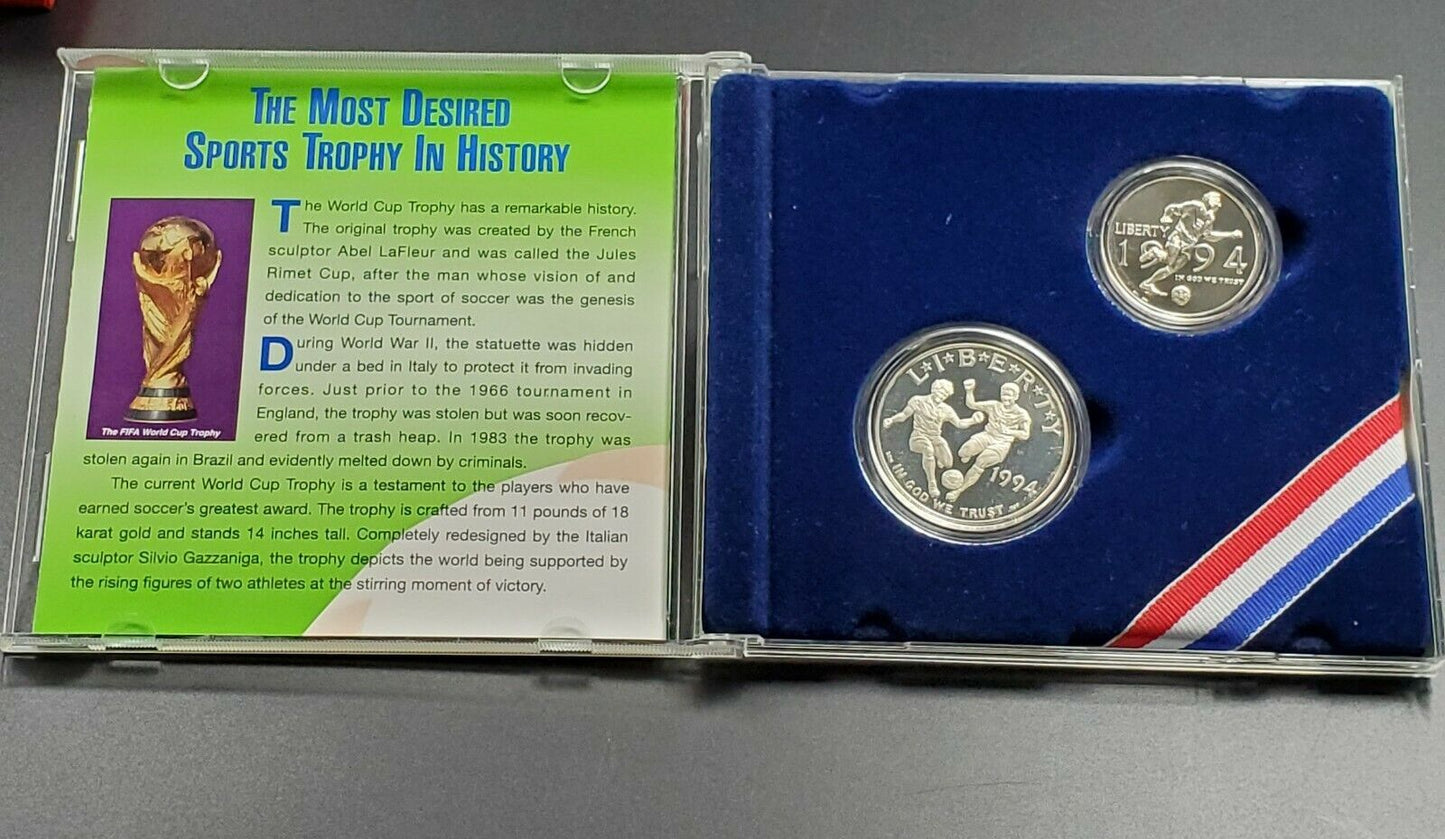 THE MOST DESIRED
SPORTS TROPHY IN HISTORY
The World Cup Trophy has a remarkable history.
The original trophy was created by the French
sculptor Abel LaFleur and was called the Jules
Rimet Cup, after the man whose vision of and
dedication to the sport of soccer was the genesis
of the World Cup Tournament.
During World War II, the statuette was hidden
under a bed in Italy to protect it from invading
forces. Just prior to the 1966 tournament in
England, the trophy was stolen but was soon recov-
ered from a trash heap. In 1983 the trophy was
stolen again in Brazil and evidently melted down by criminals.
The current World Cup Trophy is a testament to the players who have
earned soccer's greatest award. The trophy is crafted from 11 pounds of 18
karat gold and stands 14 inches tall. Completely redesigned by the Italian
sculptor Silvio Gazzaniga, the trophy depicts the world being supported by
the rising figures of two athletes at the stirring moment of victory.
The FIFA World Cup Trophy
LIBERTY
1994
IN GOD WE TRUST
L★I★B★E★R★T★Y
1994
IN GOD WE TRUST